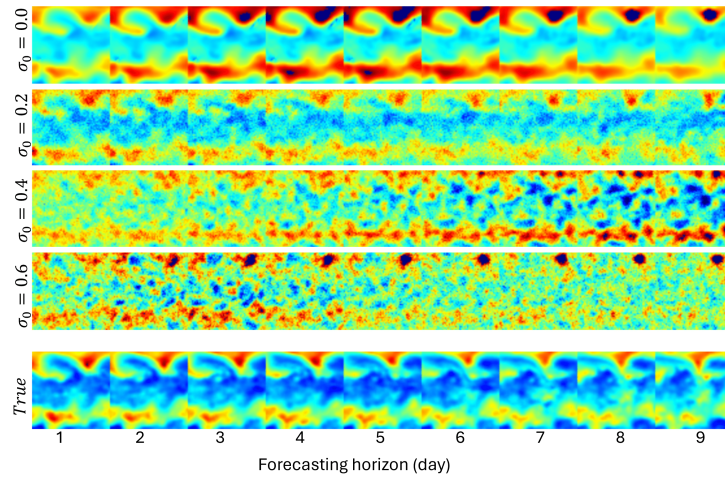 σ₀ = 0.0
σ₀ = 0.2
σ₀ = 0.4
σ₀ = 0.6
True
1 2 3 4 5 6 7 8 9
Forecasting horizon (day)